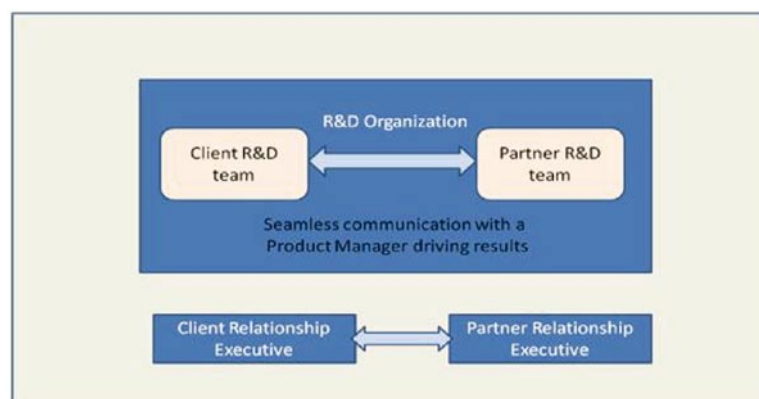 R&D Organization
Client R&D
team
Partner R&D
team
Seamless communication with a
Product Manager driving results
Client Relationship
Executive
Partner Relationship
Executive